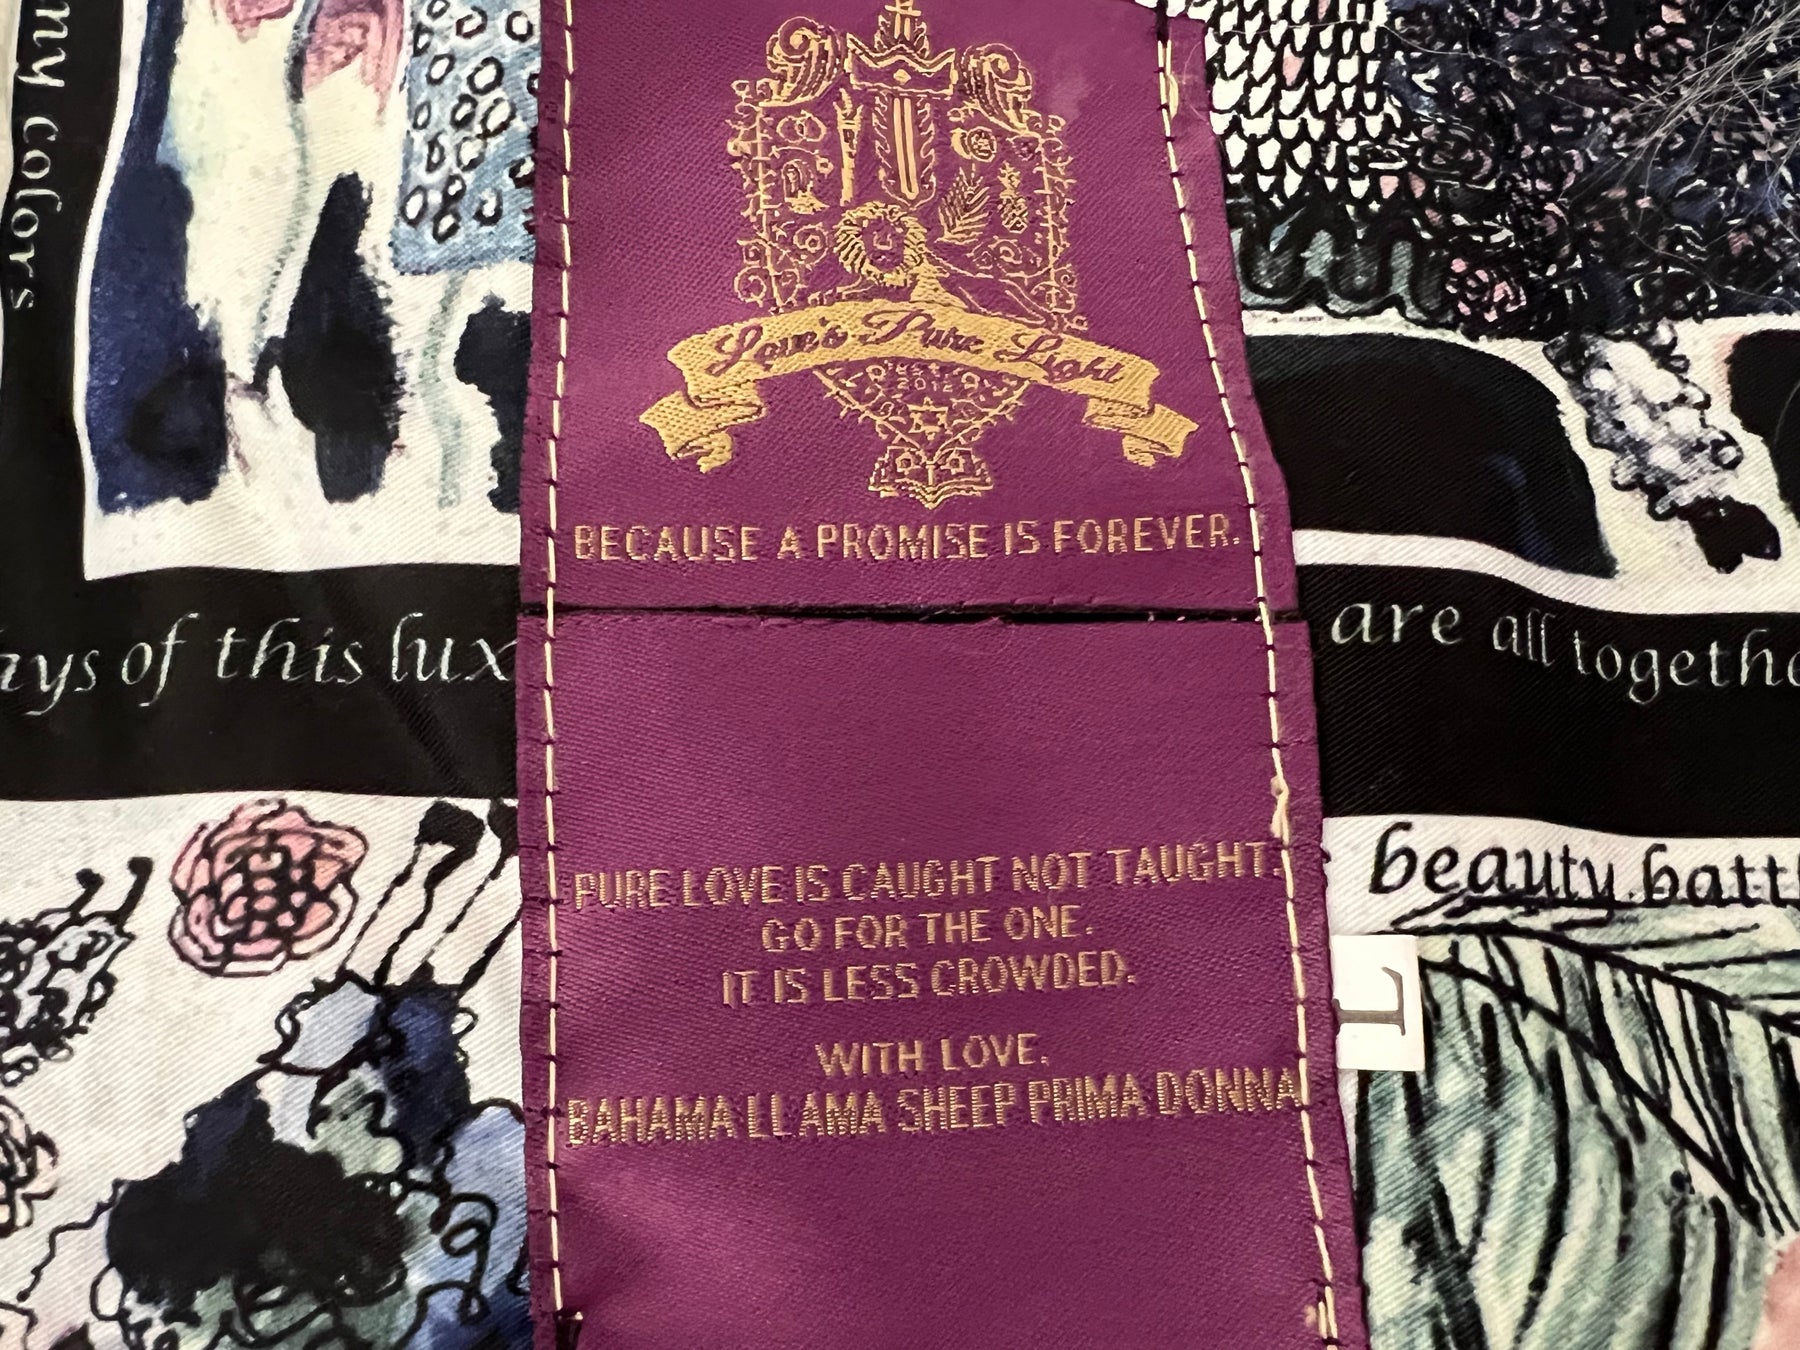 my colors
Love's Pure Light
EST.
2012
BECAUSE A PROMISE IS FOREVER.
of this lux
are all togeth
PURE LOVE IS CAUGHT NOT TAUGHT.
GO FOR THE ONE.
IT IS LESS CROWDED.
WITH LOVE.
BAHAMA LLAMA SHEEP PRIMA DONNA
beauty.batt
L